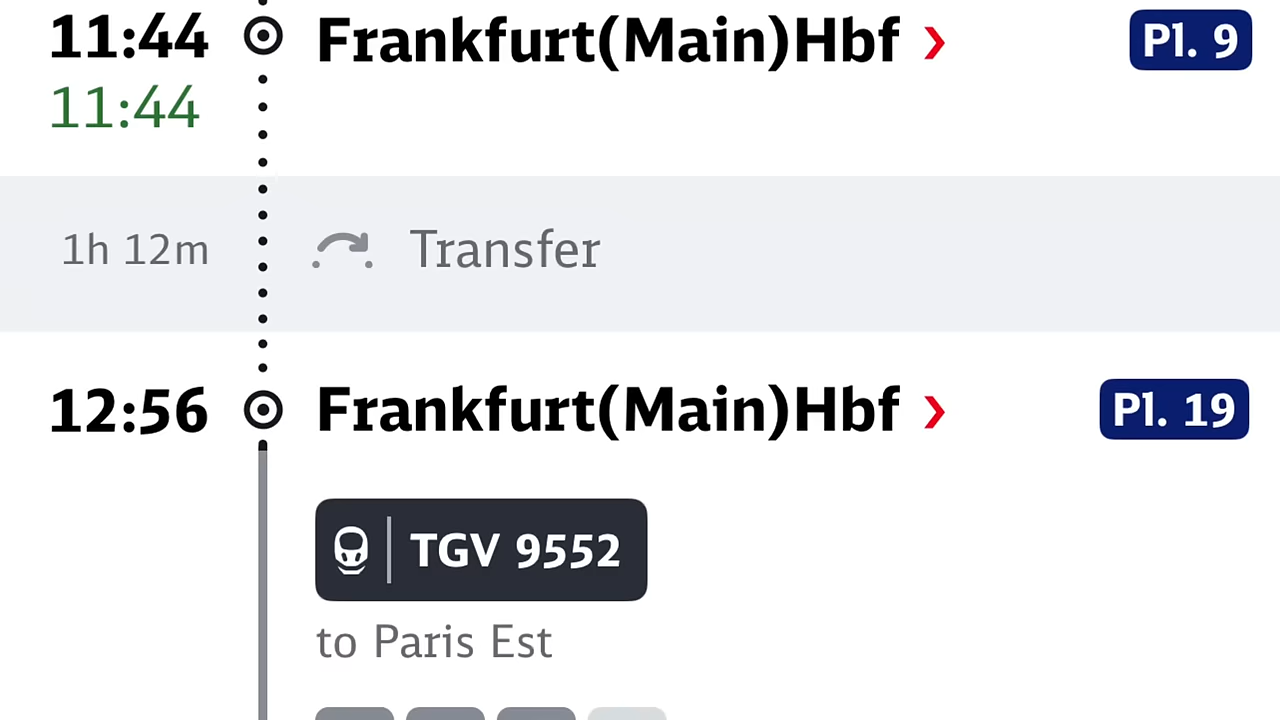 11:44 Frankfurt(Main)Hbf Pl. 9
11:44
1h 12m Transfer
12:56 Frankfurt(Main)Hbf Pl. 19
TGV 9552
to Paris Est